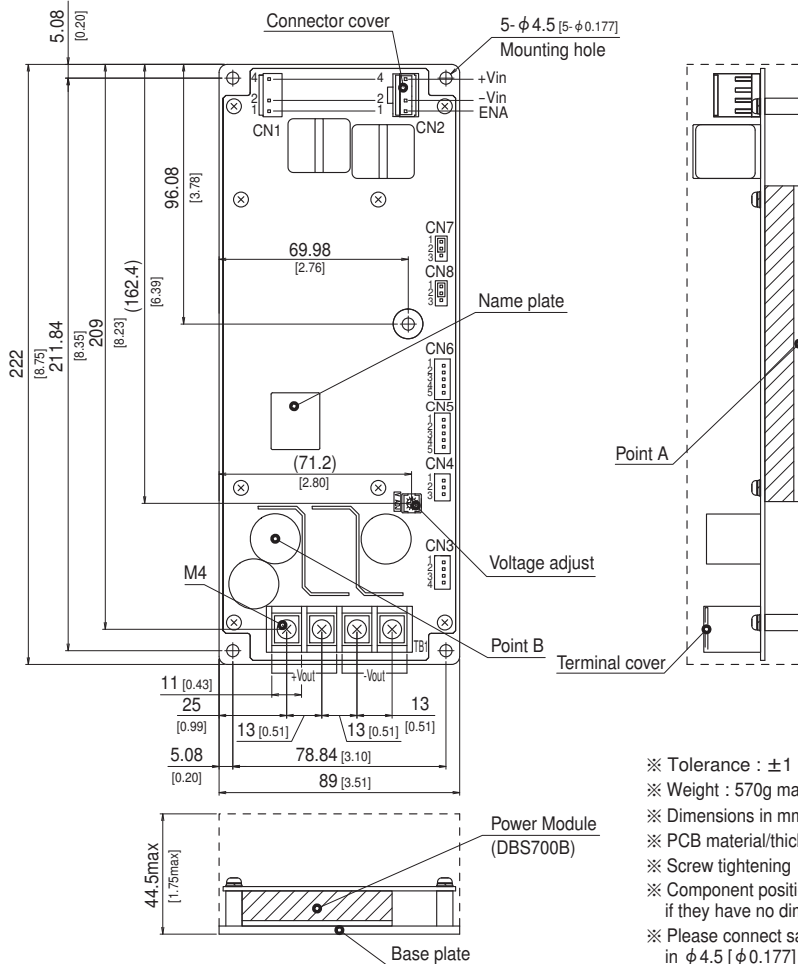 5.08
[0.20]
Connector cover
5-φ4.5 [5-φ0.177]
Mounting hole
4
2
1
CN1
4
2
1
CN2
+Vin
−Vin
ENA
96.08
[3.78]
(162.4)
[6.39]
209
[8.23]
211.84
[8.35]
222
[8.75]
69.98
[2.76]
CN7
1
2
3
CN8
1
2
3
Name plate
CN6
1
2
3
4
5
CN5
1
2
3
4
5
(71.2)
[2.80]
CN4
1
2
3
Point A
Voltage adjust
CN3
1
2
3
4
M4
TB1
Point B
Terminal cover
+Vout
-Vout
11 [0.43]
25
[0.99]
13 [0.51]
13 [0.51]
13
[0.51]
5.08
[0.20]
78.84 [3.10]
89 [3.51]
44.5max
[1.75max]
Power Module
(DBS700B)
Base plate
※ Tolerance : ±1
※ Weight : 570g ma
※ Dimensions in mm
※ PCB material/thick
※ Screw tightening
※ Component positi
if they have no din
※ Please connect sa
in φ4.5 [φ0.177]